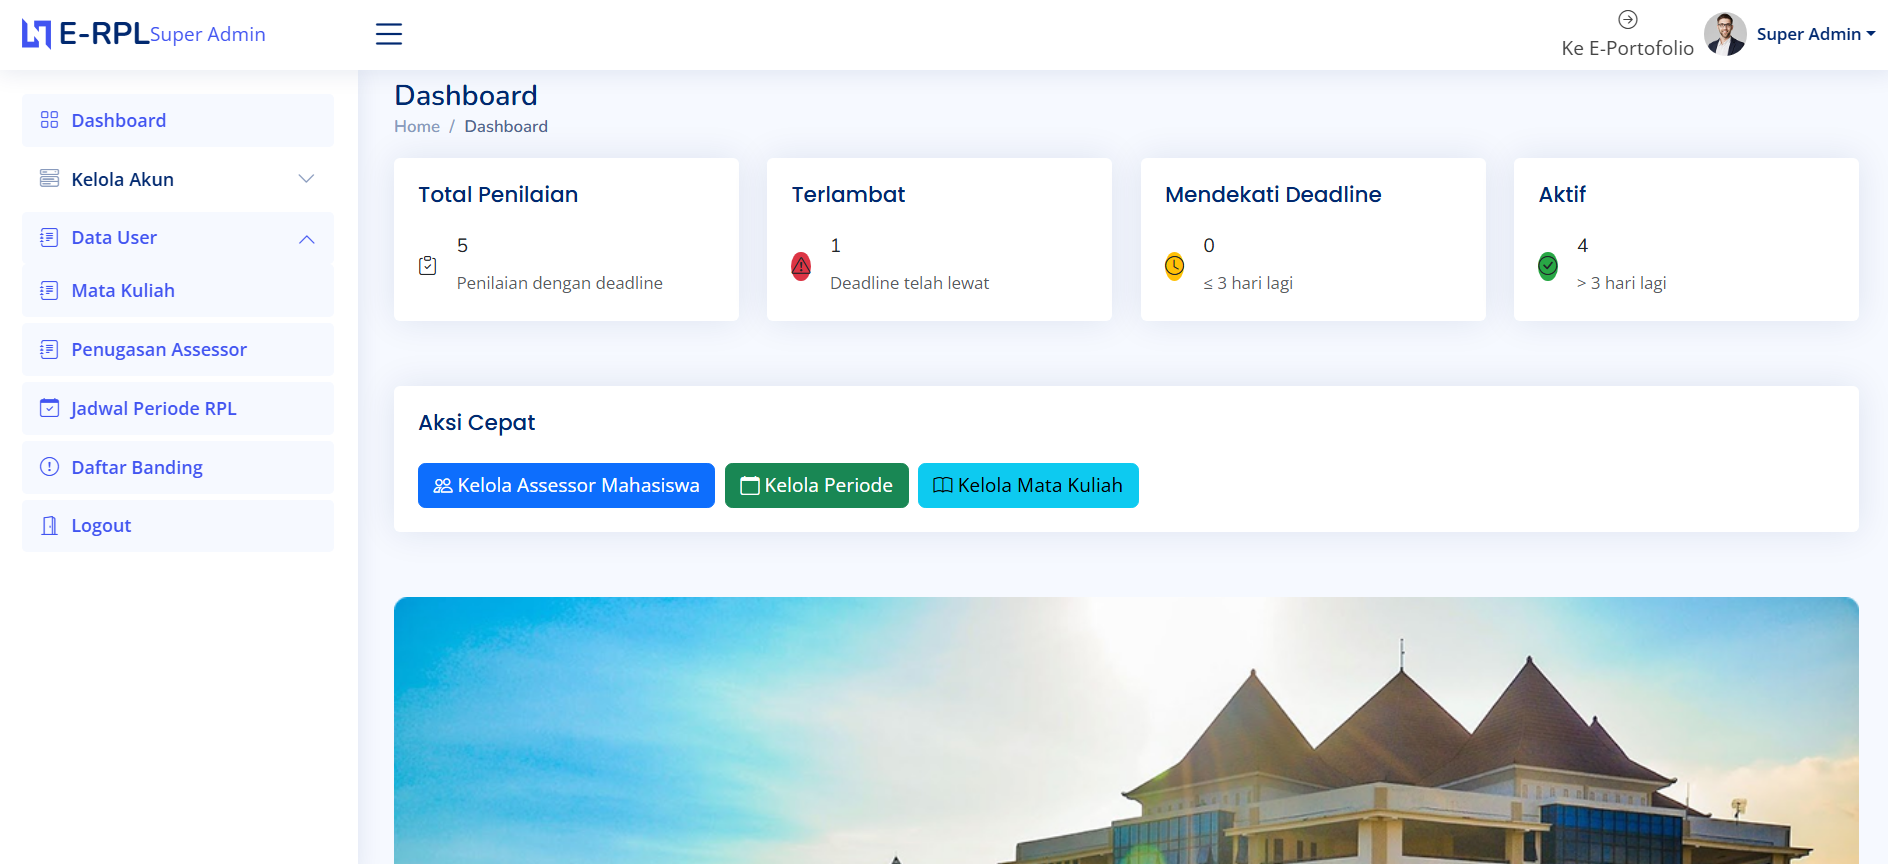 E-RPL Super Admin
Ke E-Portofolio
Super Admin
Dashboard
Kelola Akun
Data User
Mata Kuliah
Penugasan Assessor
Jadwal Periode RPL
Daftar Banding
Logout
Dashboard
Home / Dashboard
Total Penilaian
5
Penilaian dengan deadline
Terlambat
1
Deadline telah lewat
Mendekati Deadline
0
≤ 3 hari lagi
Aktif
4
> 3 hari lagi
Aksi Cepat
Kelola Assessor Mahasiswa
Kelola Periode
Kelola Mata Kuliah